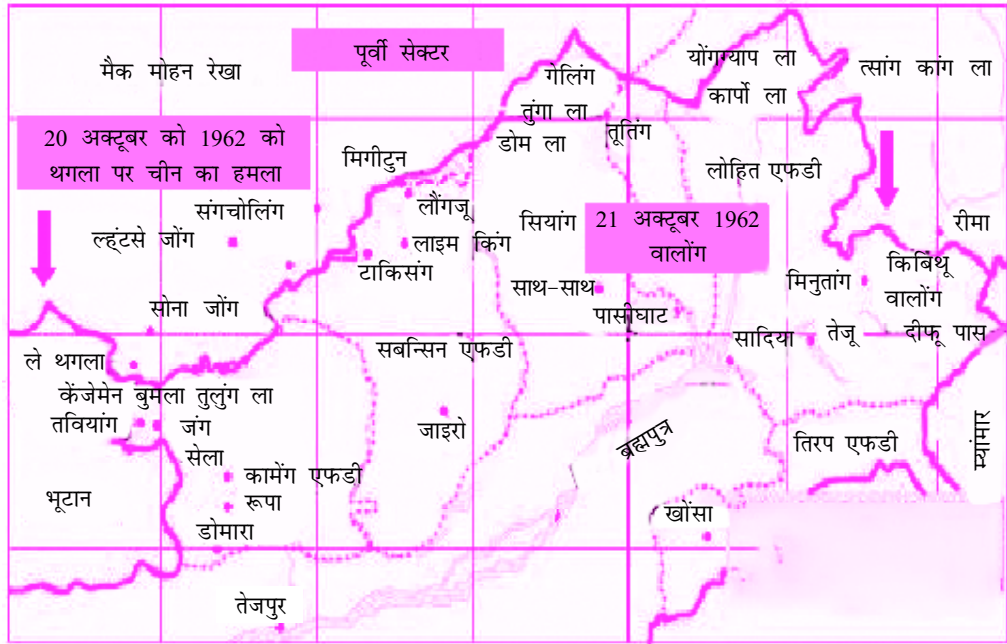 पूर्वी सेक्टर
मैक मोहन रेखा
गेलिंग
योंगग्याप ला
त्सांग कांग ला
कार्पो ला
तुंगा ला
20 अक्टूबर को 1962 को
थगला पर चीन का हमला
तूतिंग
डोम ला
मिगीटुन
लोहित एफडी
संगचोलिंग
लौंगजू
सियांग
21 अक्टूबर 1962
वालोंग
रीमा
ल्हंटसे जोंग
लाइम किंग
टाकिसंग
किबिथू
मिनुतांग
साथ-साथ
वालोंग
सोना जोंग
पासीघाट
सादिया
तेजू
दीफू पास
ले थगला
सबन्सिन एफडी
केंजेमेन बुमला तुलुंग ला
तवियांग
जंग
जाइरो
ब्रह्मपुत्र
तिरप एफडी
म्यांमार
सेला
कामेंग एफडी
भूटान
रूपा
खोंसा
डोमारा
तेजपुर